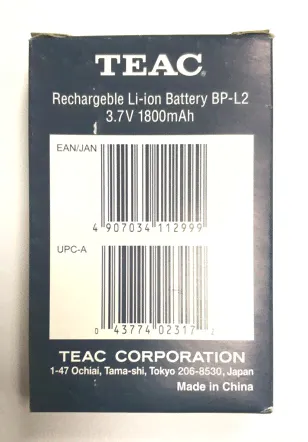 TEAC
Rechargeble Li-ion Battery BP-L2
3.7V 1800mAh
EAN/JAN
4 907034 112999
UPC-A
0 43774 02317 2
TEAC CORPORATION
1-47 Ochiai, Tama-shi, Tokyo 206-8530, Japan
Made in China